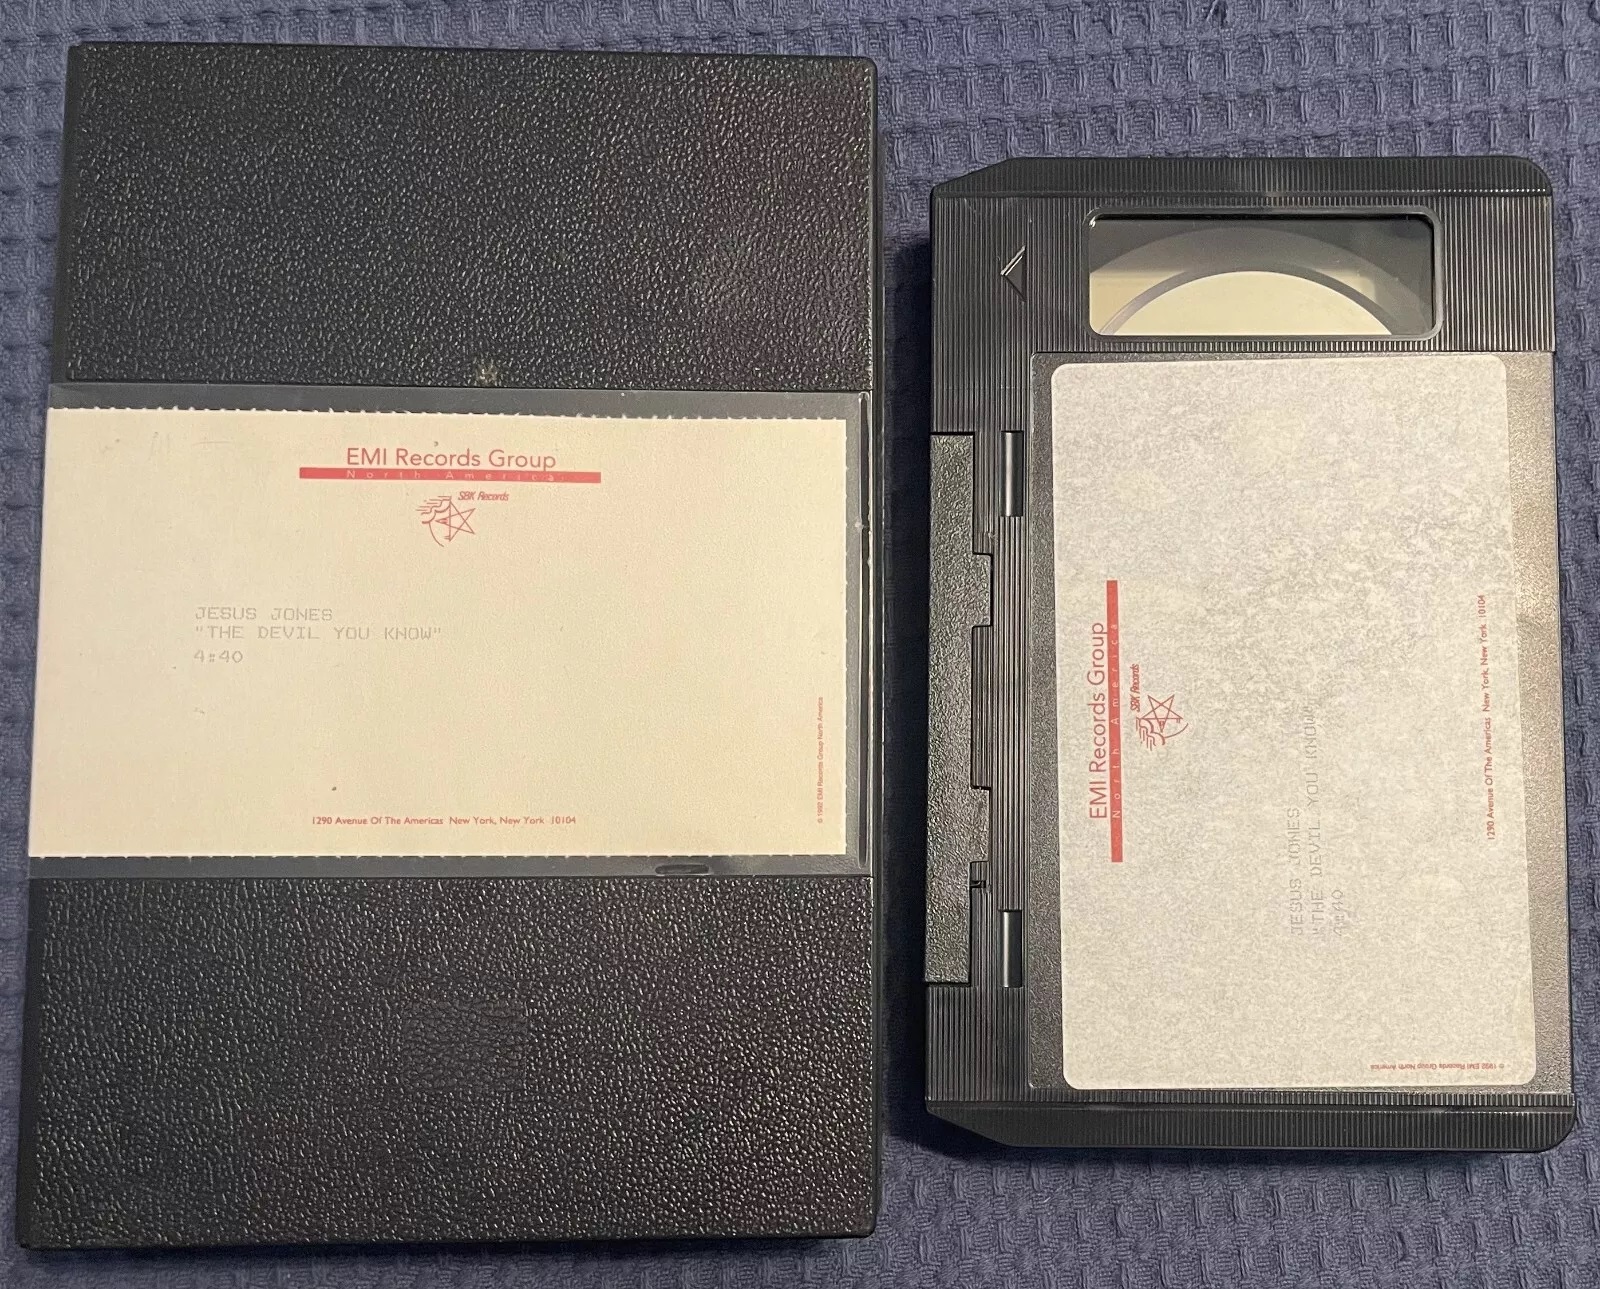 EMI Records Group
North America
SBK Records
JESUS JONES
"THE DEVIL YOU KNOW"
4:40
1290 Avenue Of The Americas New York, New York 10104
© 1992 EMI Records Group North America
EMI Records Group
North America
SBK Records
JESUS JONES
"THE DEVIL YOU KNOW"
4:40
1290 Avenue Of The Americas New York, New York 10104
© 1992 EMI Records Group North America